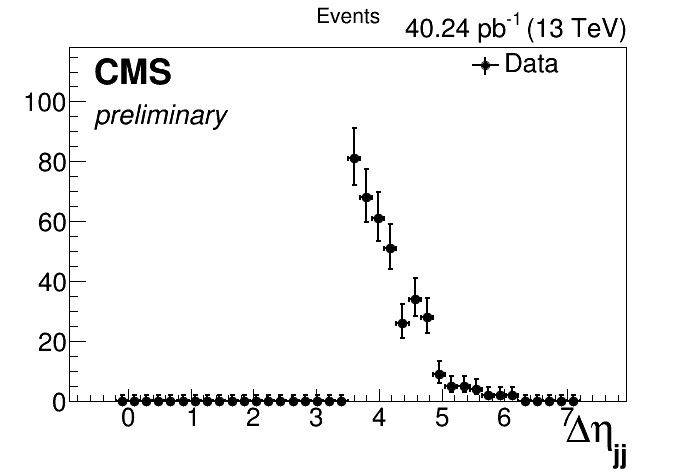 Events
40.24 pb⁻¹ (13 TeV)
CMS
preliminary
Data
100
80
60
40
20
0
0 1 2 3 4 5 6 7
Δη_jj